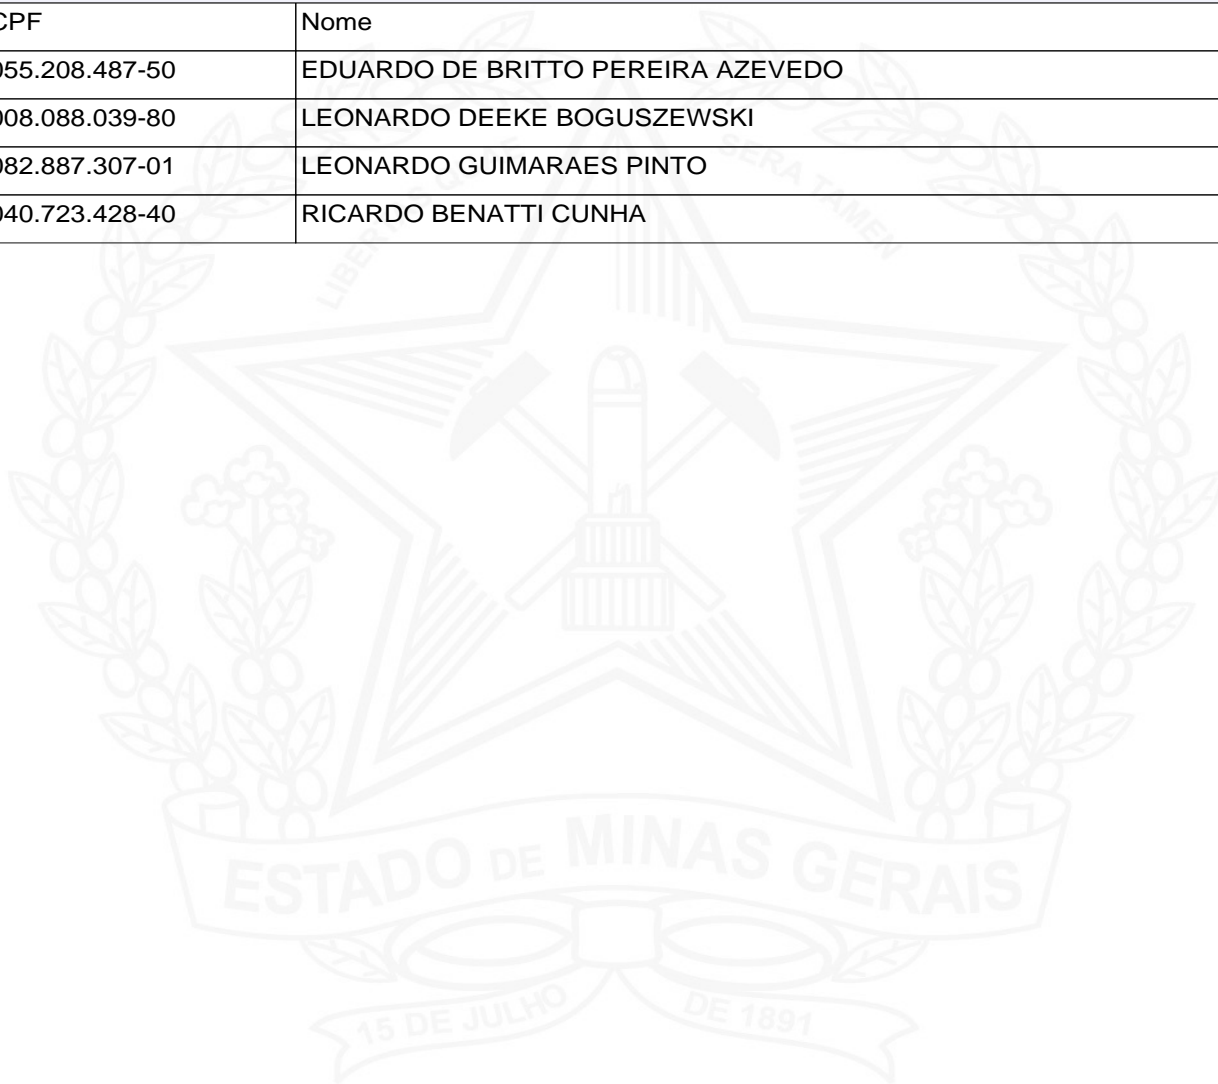 CPF Nome
055.208.487-50 EDUARDO DE BRITTO PEREIRA AZEVEDO
008.088.039-80 LEONARDO DEEKE BOGUSZEWSKI
082.887.307-01 LEONARDO GUIMARAES PINTO
040.723.428-40 RICARDO BENATTI CUNHA
LIBERTAS QUAE SERA TAMEN
ESTADO DE MINAS GERAIS
15 DE JULHO DE 1891